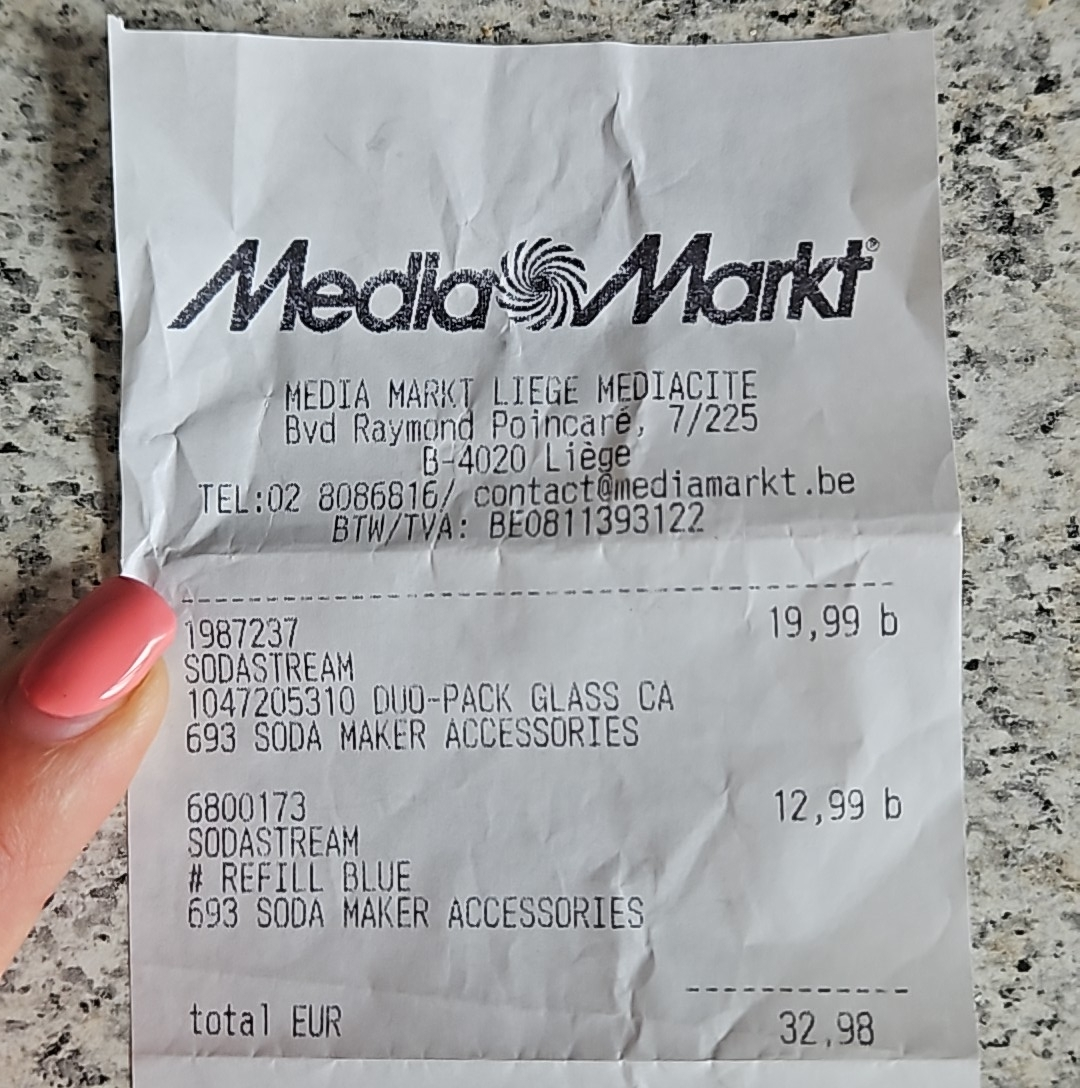 Media Markt®
MEDIA MARKT LIEGE MEDIACITE
Bvd Raymond Poincaré, 7/225
B-4020 Liège
TEL:02 8086816/ contact@mediamarkt.be
BTW/TVA: BE0811393122
1987237 19,99 b
SODASTREAM
1047205310 DUO-PACK GLASS CA
693 SODA MAKER ACCESSORIES
6800173 12,99 b
SODASTREAM
# REFILL BLUE
693 SODA MAKER ACCESSORIES
total EUR 32,98